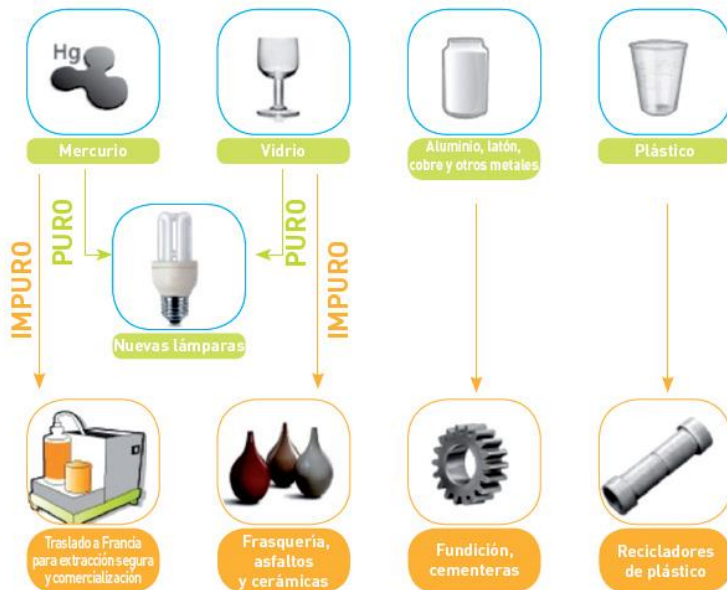 Hg
Mercurio
Vidrio
Aluminio, latón,
cobre y otros metales
Plástico
IMPURO
PURO
PURO
IMPURO
Nuevas lámparas
Traslado a Francia
para extracción segura
y comercialización
Frasquería,
asfaltos
y cerámicas
Fundición,
cementeras
Recicladores
de plástico